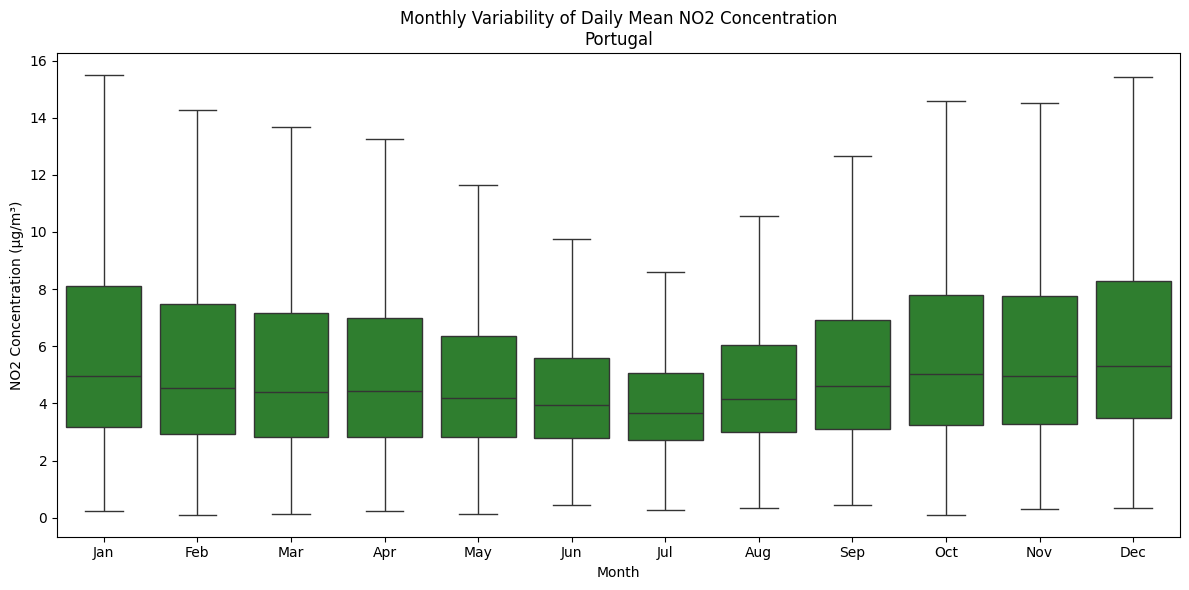 Monthly Variability of Daily Mean NO2 Concentration
Portugal
NO2 Concentration (µg/m³)
16
14
12
10
8
6
4
2
0
Jan Feb Mar Apr May Jun Jul Aug Sep Oct Nov Dec
Month